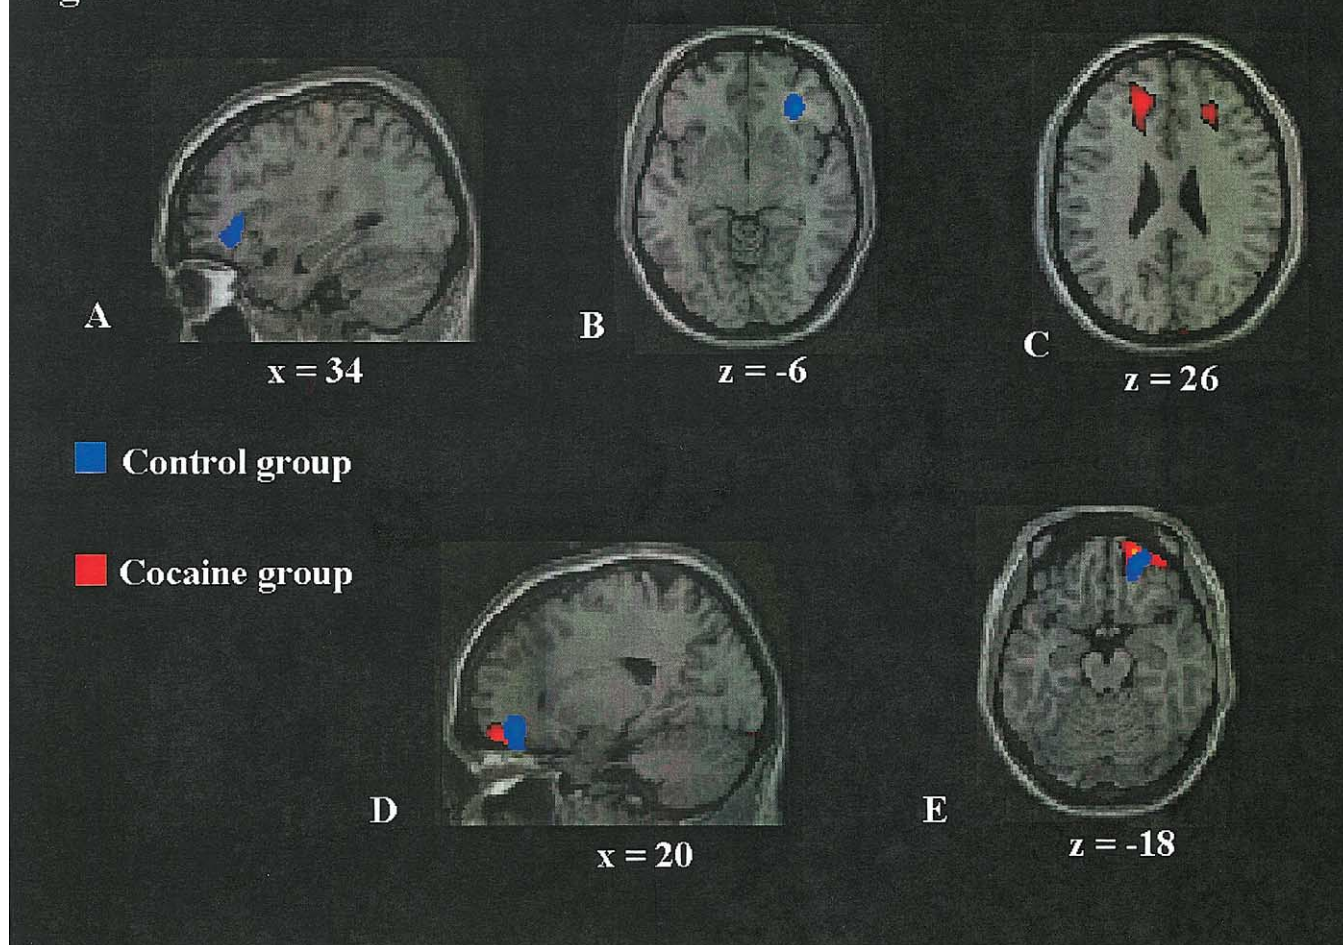 g
A
x = 34
B
z = -6
C
z = 26
Control group
Cocaine group
D
x = 20
E
z = -18